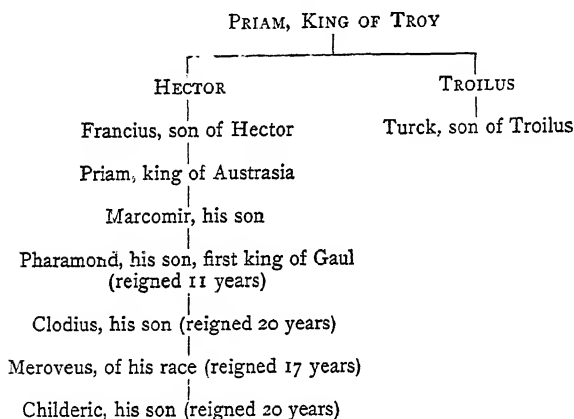 PRIAM, KING OF TROY
HECTOR TROILUS
Francius, son of Hector Turck, son of Troilus
Priam, king of Austrasia
Marcomir, his son
Pharamond, his son, first king of Gaul
(reigned 11 years)
Clodius, his son (reigned 20 years)
Meroveus, of his race (reigned 17 years)
Childeric, his son (reigned 20 years)